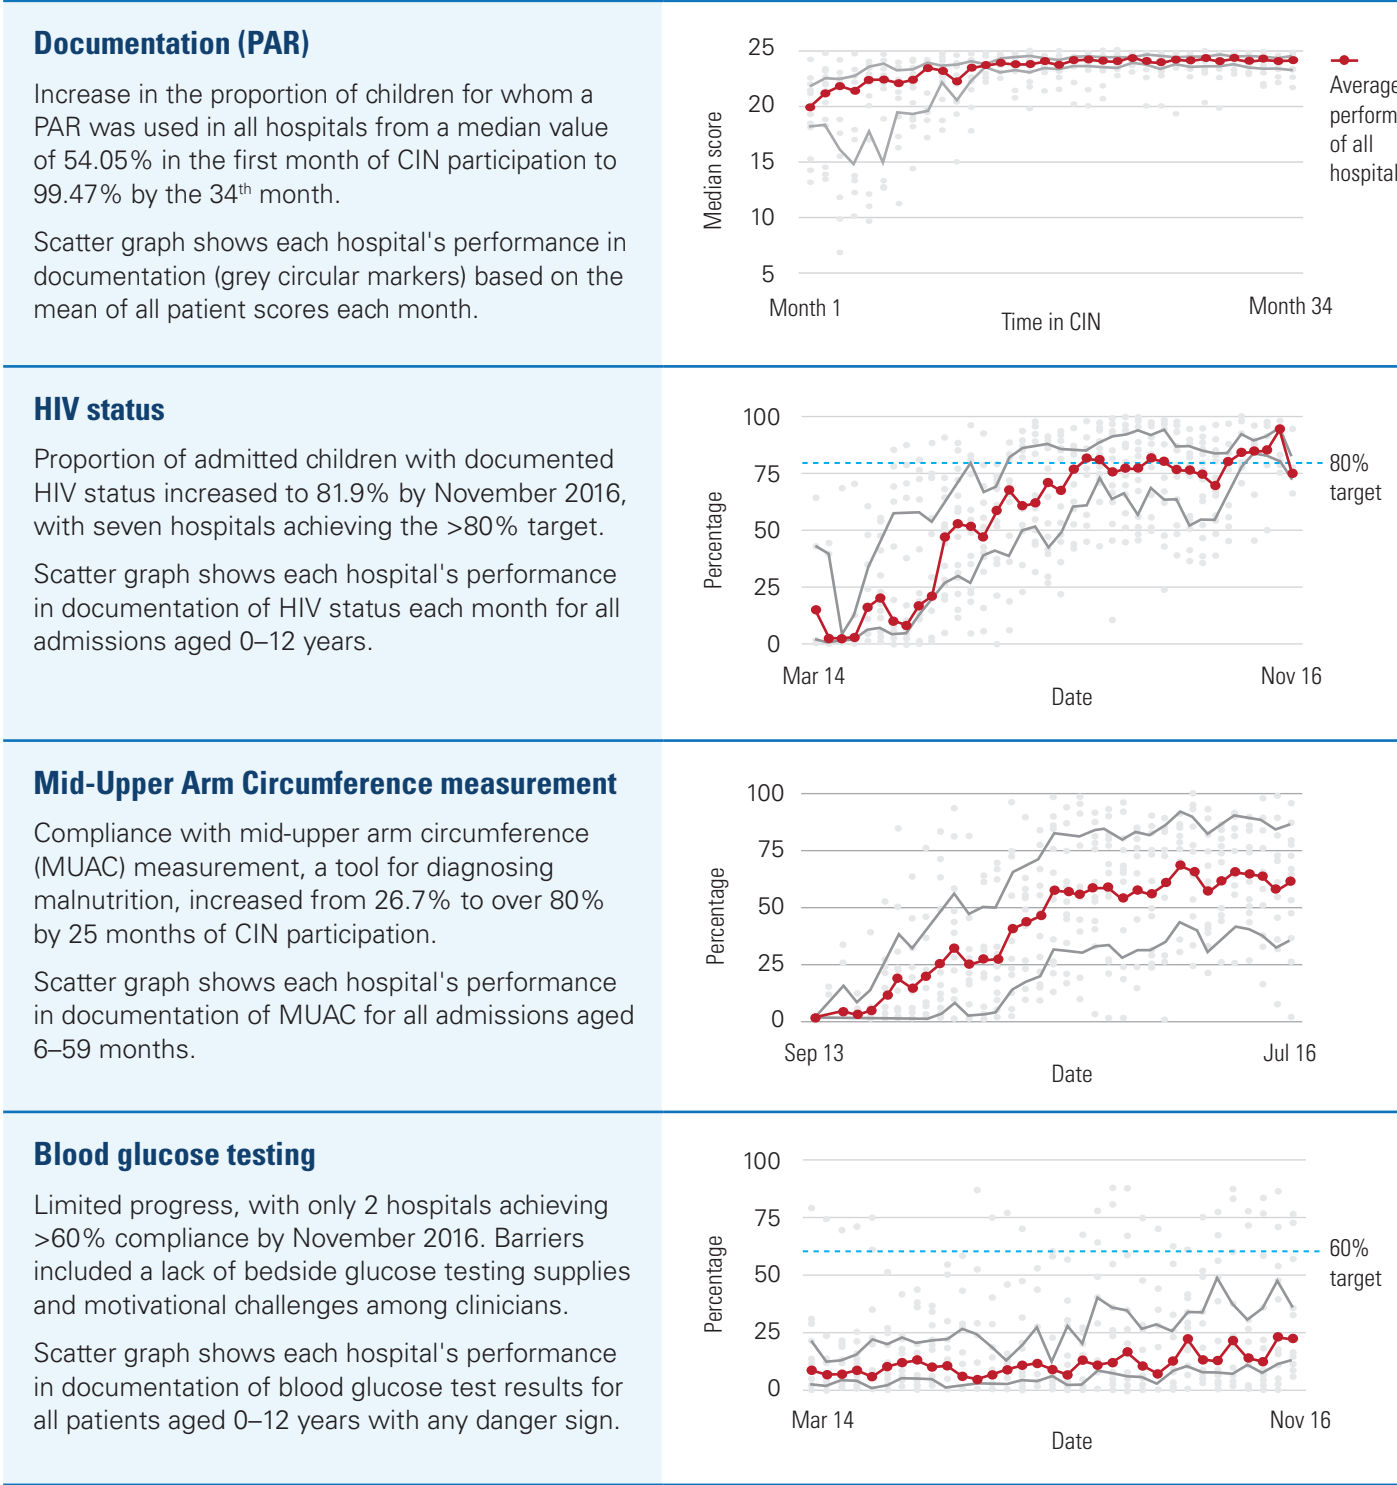 Documentation (PAR)
Increase in the proportion of children for whom a
PAR was used in all hospitals from a median value
of 54.05% in the first month of CIN participation to
99.47% by the 34th month.
Scatter graph shows each hospital's performance in
documentation (grey circular markers) based on the
mean of all patient scores each month.
25
20
15
10
5
Median score
Month 1
Month 34
Time in CIN
Average
perform
of all
hospital
HIV status
Proportion of admitted children with documented
HIV status increased to 81.9% by November 2016,
with seven hospitals achieving the >80% target.
Scatter graph shows each hospital's performance
in documentation of HIV status each month for all
admissions aged 0–12 years.
100
75
50
25
0
Percentage
80%
target
Mar 14
Nov 16
Date
Mid-Upper Arm Circumference measurement
Compliance with mid-upper arm circumference
(MUAC) measurement, a tool for diagnosing
malnutrition, increased from 26.7% to over 80%
by 25 months of CIN participation.
Scatter graph shows each hospital's performance
in documentation of MUAC for all admissions aged
6–59 months.
100
75
50
25
0
Percentage
Sep 13
Jul 16
Date
Blood glucose testing
Limited progress, with only 2 hospitals achieving
>60% compliance by November 2016. Barriers
included a lack of bedside glucose testing supplies
and motivational challenges among clinicians.
Scatter graph shows each hospital's performance
in documentation of blood glucose test results for
all patients aged 0–12 years with any danger sign.
100
75
50
25
0
Percentage
60%
target
Mar 14
Nov 16
Date